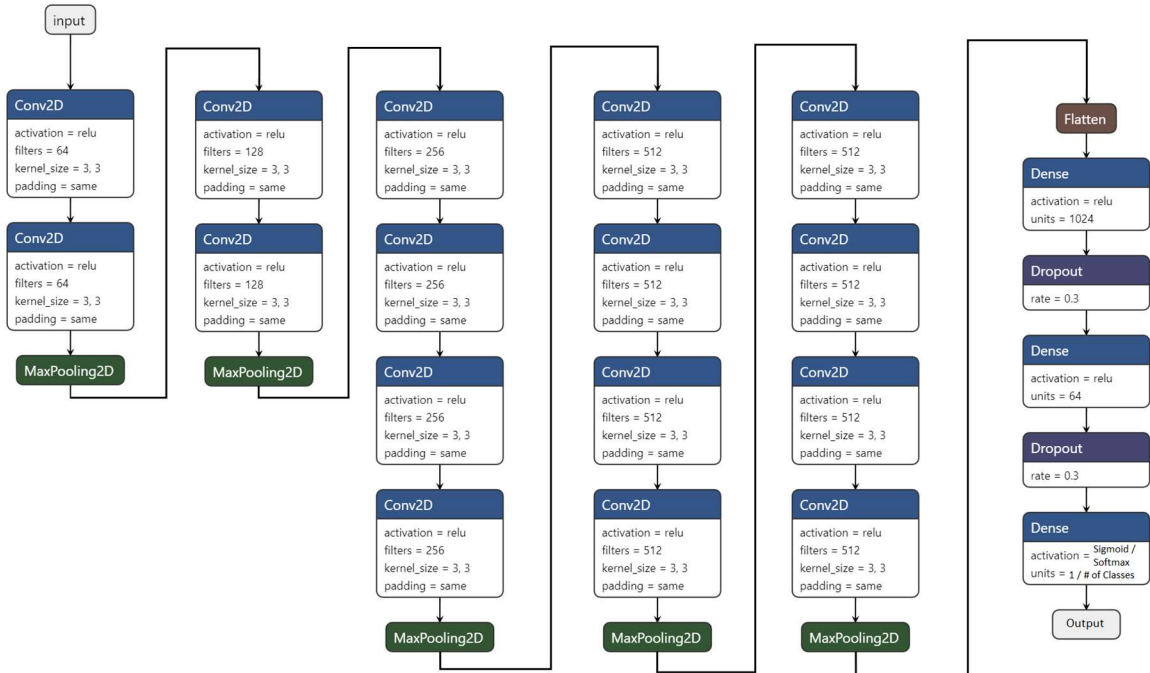 input
Conv2D
activation = relu
filters = 64
kernel_size = 3, 3
padding = same
Conv2D
activation = relu
filters = 64
kernel_size = 3, 3
padding = same
MaxPooling2D
Conv2D
activation = relu
filters = 128
kernel_size = 3, 3
padding = same
Conv2D
activation = relu
filters = 128
kernel_size = 3, 3
padding = same
MaxPooling2D
Conv2D
activation = relu
filters = 256
kernel_size = 3, 3
padding = same
Conv2D
activation = relu
filters = 256
kernel_size = 3, 3
padding = same
Conv2D
activation = relu
filters = 256
kernel_size = 3, 3
padding = same
Conv2D
activation = relu
filters = 256
kernel_size = 3, 3
padding = same
MaxPooling2D
Conv2D
activation = relu
filters = 512
kernel_size = 3, 3
padding = same
Conv2D
activation = relu
filters = 512
kernel_size = 3, 3
padding = same
Conv2D
activation = relu
filters = 512
kernel_size = 3, 3
padding = same
Conv2D
activation = relu
filters = 512
kernel_size = 3, 3
padding = same
MaxPooling2D
Conv2D
activation = relu
filters = 512
kernel_size = 3, 3
padding = same
Conv2D
activation = relu
filters = 512
kernel_size = 3, 3
padding = same
Conv2D
activation = relu
filters = 512
kernel_size = 3, 3
padding = same
Conv2D
activation = relu
filters = 512
kernel_size = 3, 3
padding = same
MaxPooling2D
Flatten
Dense
activation = relu
units = 1024
Dropout
rate = 0.3
Dense
activation = relu
units = 64
Dropout
rate = 0.3
Dense
activation = Sigmoid /
Softmax
units = 1 / # of Classes
Output